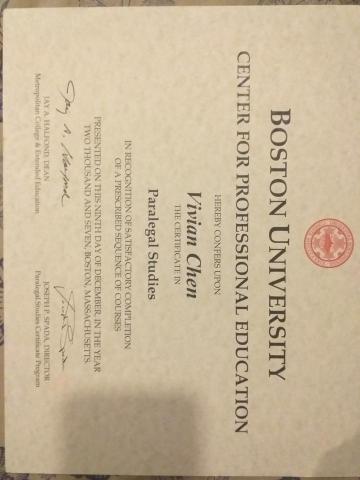 BOSTON UNIVERSITY
CENTER FOR PROFESSIONAL EDUCATION
HEREBY CONFERS UPON
Vivian Chen
THE CERTIFICATE IN
Paralegal Studies
IN RECOGNITION OF SATISFACTORY COMPLETION
OF A PRESCRIBED SEQUENCE OF COURSES
PRESENTED ON THIS NINTH DAY OF DECEMBER, IN THE YEAR
TWO THOUSAND AND SEVEN, BOSTON, MASSACHUSETTS.
JAY A. HALFOND, DEAN
Metropolitan College & Extended Education
JOSEPH P. SPADA, DIRECTOR
Paralegal Studies Certificate Program